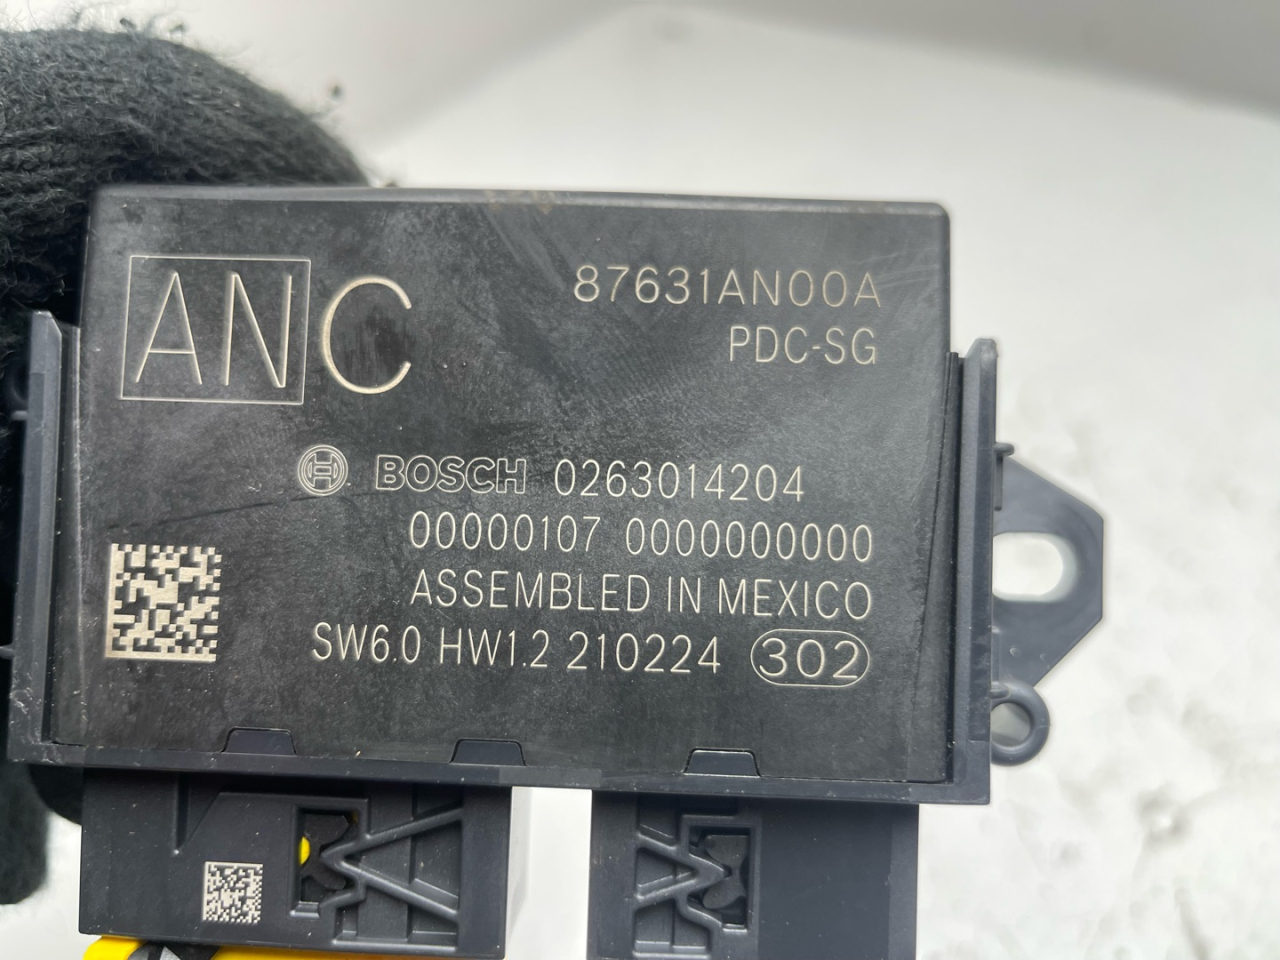 ANC
87631AN00A
PDC-SG
BOSCH 0263014204
00000107 0000000000
ASSEMBLED IN MEXICO
SW6.0 HW1.2 210224 302